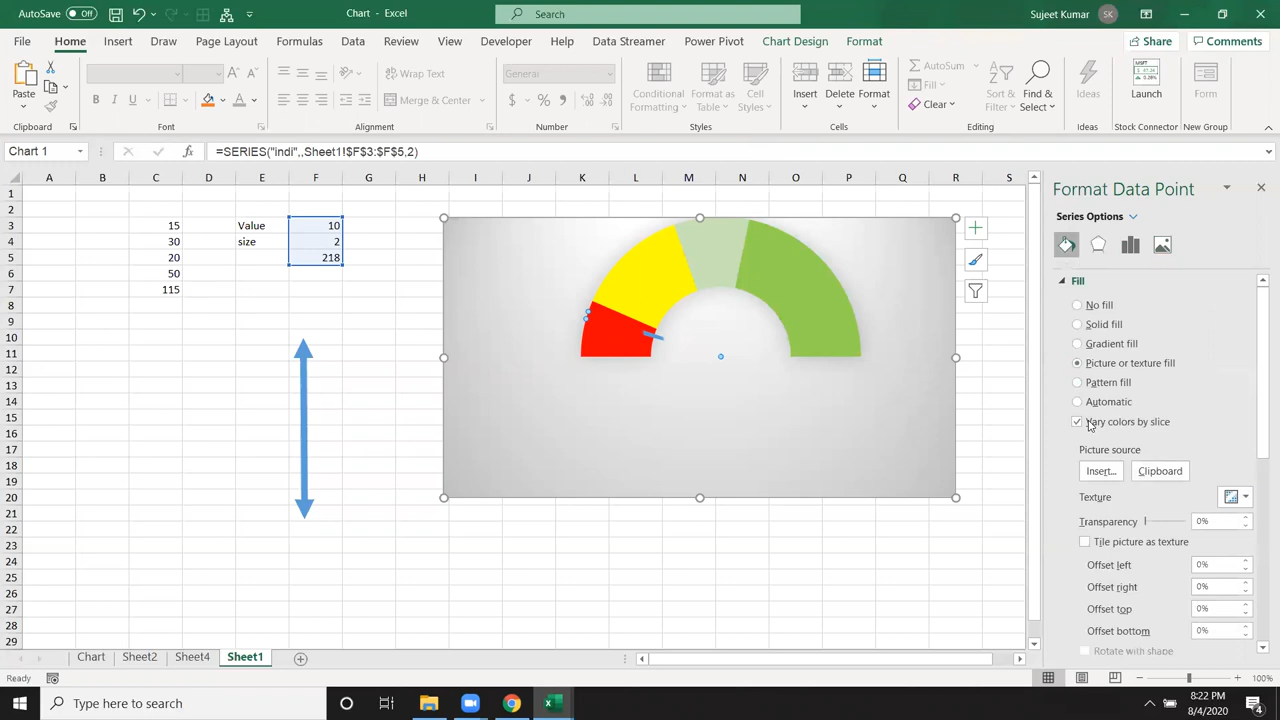 AutoSave Off Chart - Excel Search Sujeet Kumar SK
File Home Insert Draw Page Layout Formulas Data Review View Developer Help Data Streamer Power Pivot Chart Design Format Share Comments
Paste Wrap Text General Conditional Formatting Format as Table Cell Styles Insert Delete Format AutoSum Fill Clear Sort & Filter Find & Select Ideas Launch Form
B I U A Merge & Center $ %
Clipboard Font Alignment Number Styles Cells Editing Ideas Stock Connector New Group
Chart 1 fx =SERIES("indi",,Sheet1!$F$3:$F$5,2)
A B C D E F G H I J K L M N O P Q R S
1
2
3 15 Value 10
4 30 size 2
5 20 218
6 50
7 115
8
9
10
11
12
13
14
15
16
17
18
19
20
21
22
23
24
25
26
27
28
29
Format Data Point
Series Options
Fill
No fill
Solid fill
Gradient fill
Picture or texture fill
Pattern fill
Automatic
Vary colors by slice
Picture source
Insert... Clipboard
Texture
Transparency 0%
Tile picture as texture
Offset left 0%
Offset right 0%
Offset top 0%
Offset bottom 0%
Rotate with shape
Chart Sheet2 Sheet4 Sheet1
Ready 100%
Type here to search 8:22 PM
8/4/2020 4